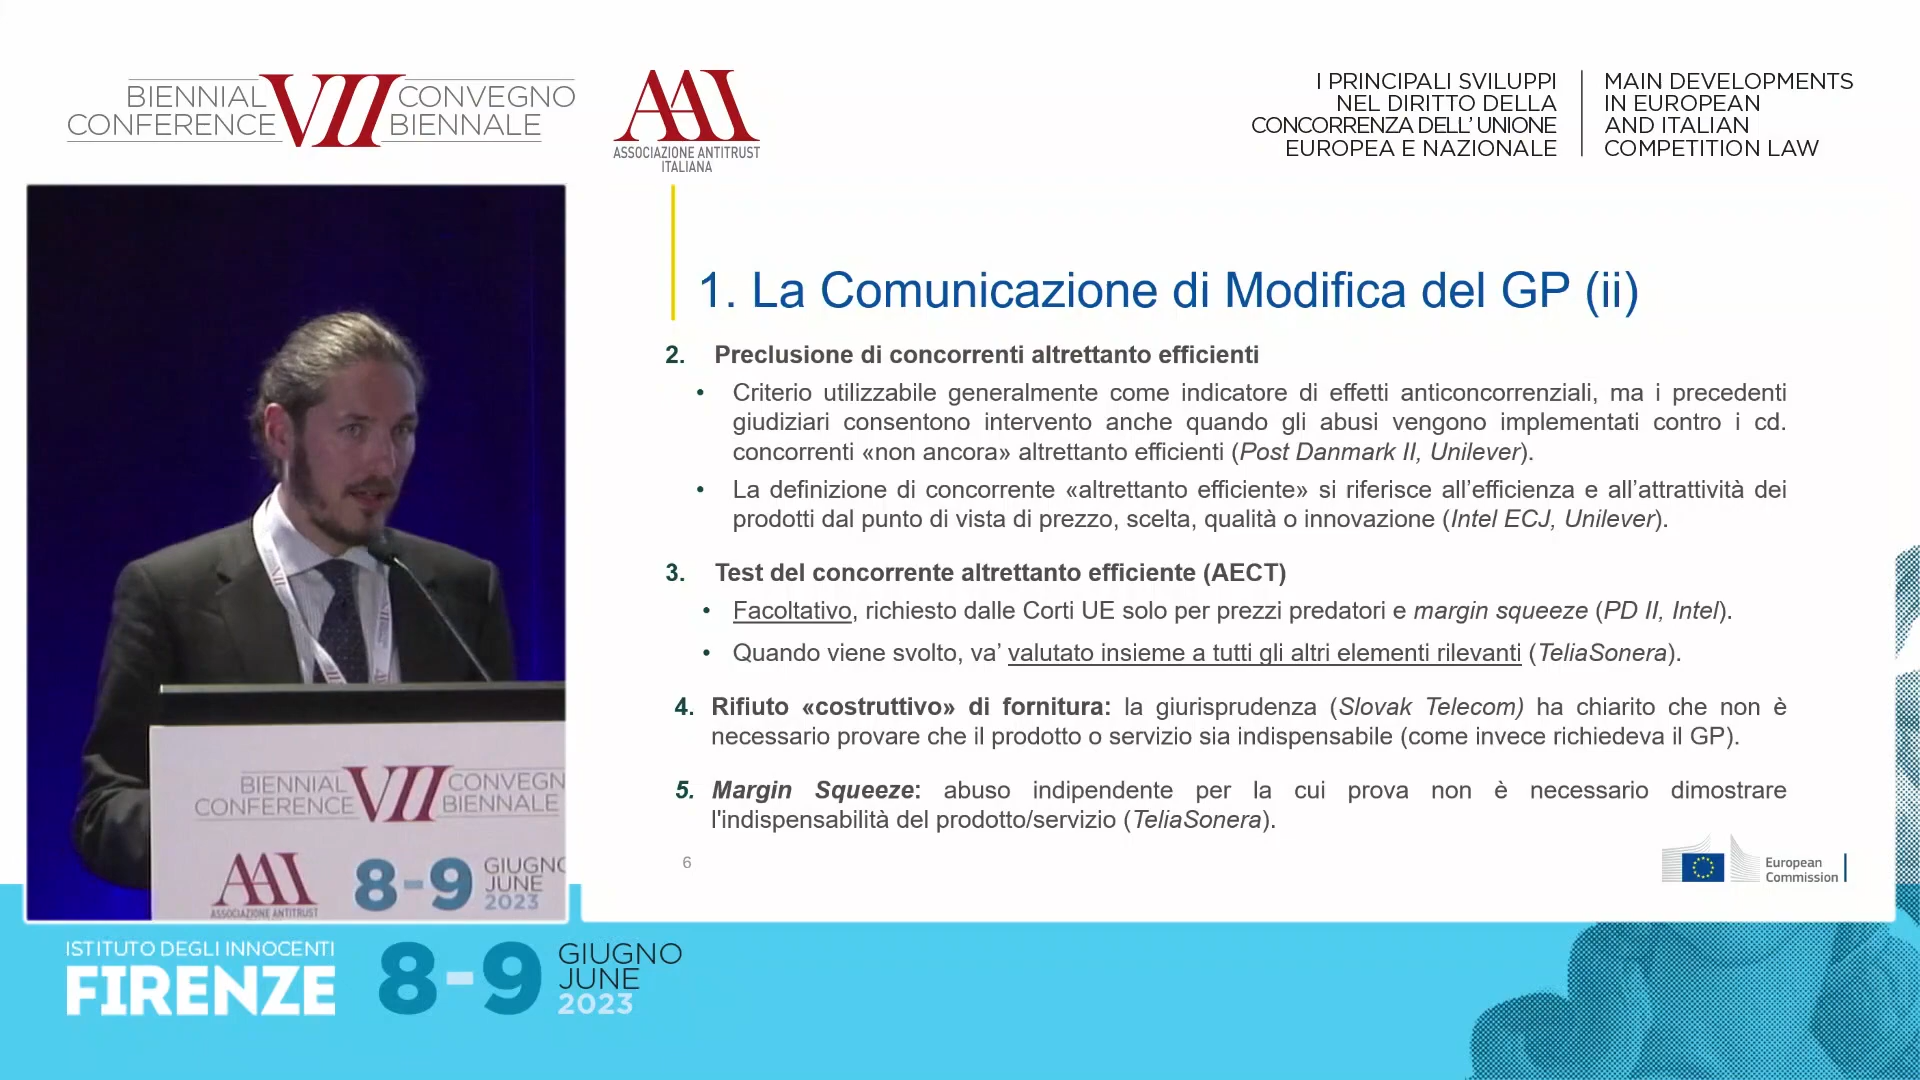 BIENNIAL CONFERENCE VII CONVEGNO BIENNALE
AAI
ASSOCIAZIONE ANTITRUST
ITALIANA
I PRINCIPALI SVILUPPI
NEL DIRITTO DELLA
CONCORRENZA DELL' UNIONE
EUROPEA E NAZIONALE
MAIN DEVELOPMENTS
IN EUROPEAN
AND ITALIAN
COMPETITION LAW
1. La Comunicazione di Modifica del GP (ii)
2. Preclusione di concorrenti altrettanto efficienti
• Criterio utilizzabile generalmente come indicatore di effetti anticoncorrenziali, ma i precedenti
giudiziari consentono intervento anche quando gli abusi vengono implementati contro i cd.
concorrenti «non ancora» altrettanto efficienti (Post Danmark II, Unilever).
• La definizione di concorrente «altrettanto efficiente» si riferisce all'efficienza e all'attrattività dei
prodotti dal punto di vista di prezzo, scelta, qualità o innovazione (Intel ECJ, Unilever).
3. Test del concorrente altrettanto efficiente (AECT)
• Facoltativo, richiesto dalle Corti UE solo per prezzi predatori e margin squeeze (PD II, Intel).
• Quando viene svolto, va' valutato insieme a tutti gli altri elementi rilevanti (TeliaSonera).
4. Rifiuto «costruttivo» di fornitura: la giurisprudenza (Slovak Telecom) ha chiarito che non è
necessario provare che il prodotto o servizio sia indispensabile (come invece richiedeva il GP).
5. Margin Squeeze: abuso indipendente per la cui prova non è necessario dimostrare
l'indispensabilità del prodotto/servizio (TeliaSonera).
6
European
Commission
BIENNIAL CONFERENCE VII CONVEGN BIENNALE
AAI
ASSOCIAZIONE ANTITRUST
8-9 GIUGNO
JUNE
2023
ISTITUTO DEGLI INNOCENTI
FIRENZE
8-9
GIUGNO
JUNE
2023